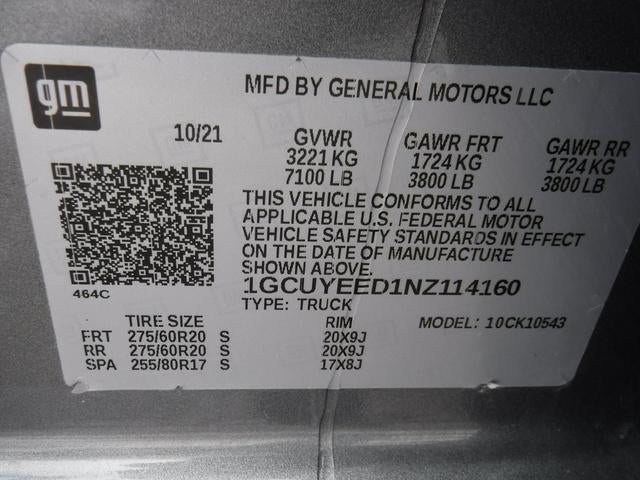 gm
MFD BY GENERAL MOTORS LLC
10/21 GVWR GAWR FRT GAWR RR
3221 KG 1724 KG 1724 KG
7100 LB 3800 LB 3800 LB
THIS VEHICLE CONFORMS TO ALL
APPLICABLE U.S. FEDERAL MOTOR
VEHICLE SAFETY STANDARDS IN EFFECT
ON THE DATE OF MANUFACTURE
SHOWN ABOVE.
464C
1GCUYEED1NZ114160
TYPE: TRUCK
TIRE SIZE RIM MODEL: 10CK10543
FRT 275/60R20 S 20X9J
RR 275/60R20 S 20X9J
SPA 255/80R17 S 17X8J